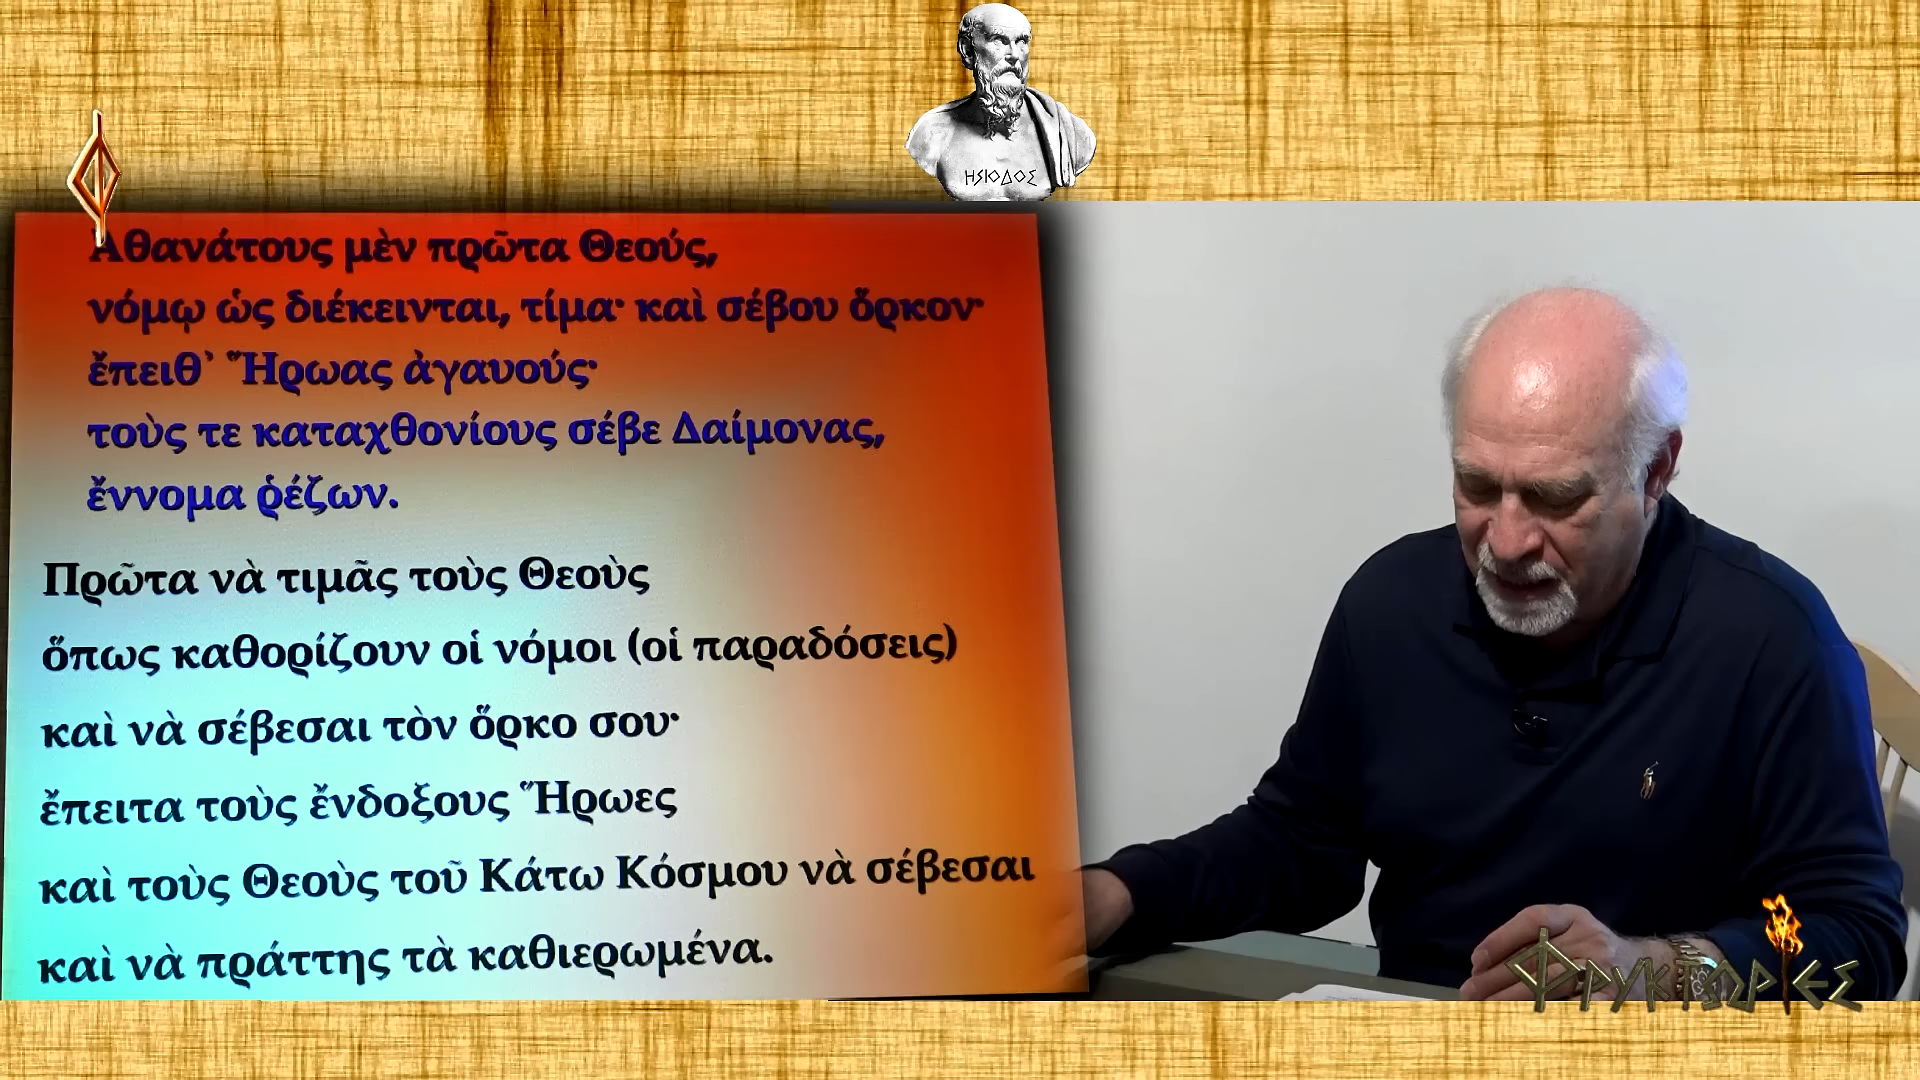 ΗΣΙΟΔΟΣ
Ἀθανάτους μὲν πρῶτα Θεούς,
νόμῳ ὡς διέκεινται, τίμα· καὶ σέβου ὅρκον·
ἔπειθ᾽ Ἥρωας ἀγαυούς·
τοὺς τε καταχθονίους σέβε Δαίμονας,
ἔννομα ῥέζων.
Πρῶτα νὰ τιμᾶς τοὺς Θεοὺς
ὅπως καθορίζουν οἱ νόμοι (οἱ παραδόσεις)
καὶ νὰ σέβεσαι τὸν ὅρκο σου·
ἔπειτα τοὺς ἔνδοξους Ἥρωες
καὶ τοὺς Θεοὺς τοῦ Κάτω Κόσμου νὰ σέβεσαι
καὶ νὰ πράττης τὰ καθιερωμένα.
ΦΡΥΚΤΩΡΙΕΣ